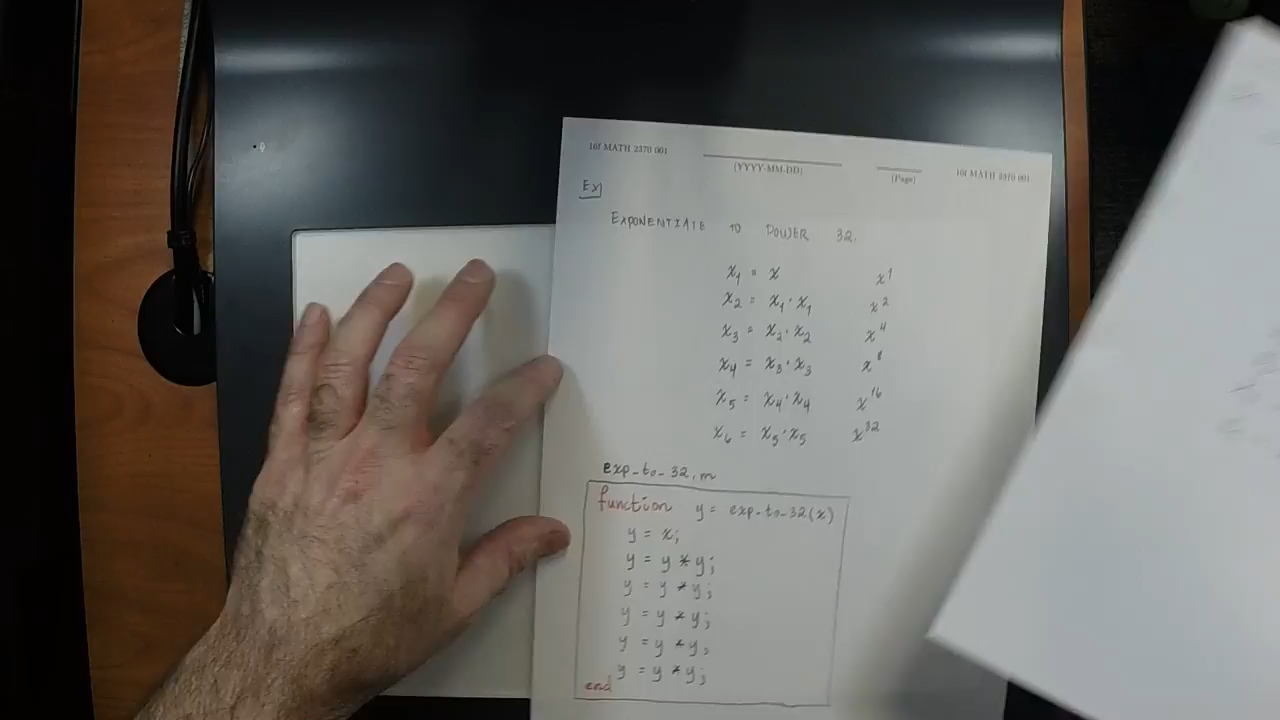 16f MATH 2370 001
(YYYY-MM-DD)
(Page)
16f MATH 2370 001
Ex
EXPONENTIATE TO POWER 32.
x₁ = x x¹
x₂ = x₁·x₁ x²
x₃ = x₂·x₂ x⁴
x₄ = x₃·x₃ x⁸
x₅ = x₄·x₄ x¹⁶
x₆ = x₅·x₅ x³²
exp_to_32.m
function y = exp_to_32(x)
y = x;
y = y * y;
y = y * y;
y = y * y;
y = y * y;
y = y * y;
end